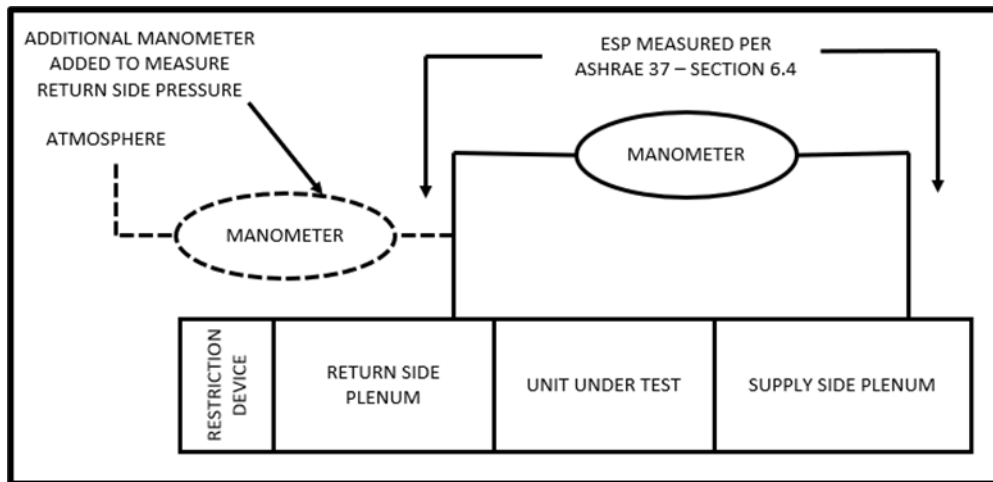 ADDITIONAL MANOMETER
ADDED TO MEASURE
RETURN SIDE PRESSURE
ATMOSPHERE
ESP MEASURED PER
ASHRAE 37 – SECTION 6.4
MANOMETER
MANOMETER
RESTRICTION
DEVICE
RETURN SIDE
PLENUM
UNIT UNDER TEST
SUPPLY SIDE PLENUM